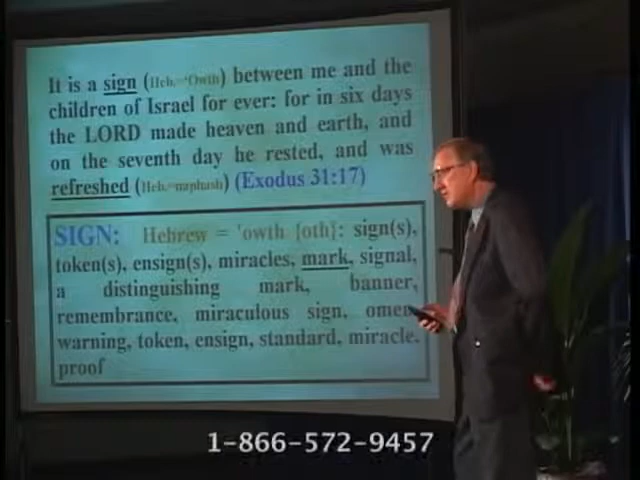 It is a sign (Heb.='Owth) between me and the
children of Israel for ever: for in six days
the LORD made heaven and earth, and
on the seventh day he rested, and was
refreshed (Heb.=naphash) (Exodus 31:17)
SIGN: Hebrew = 'owth [oth]: sign(s),
token(s), ensign(s), miracles, mark, signal,
a distinguishing mark, banner,
remembrance, miraculous sign, omen
warning, token, ensign, standard, miracle,
proof
1-866-572-9457